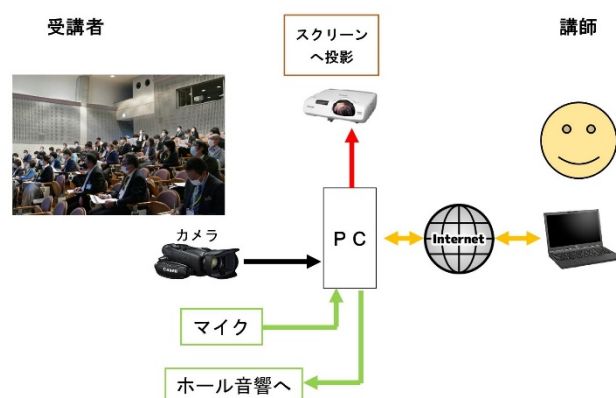 受講者
スクリーン
へ投影
講師
カメラ
ＰＣ
Internet
マイク
ホール音響へ